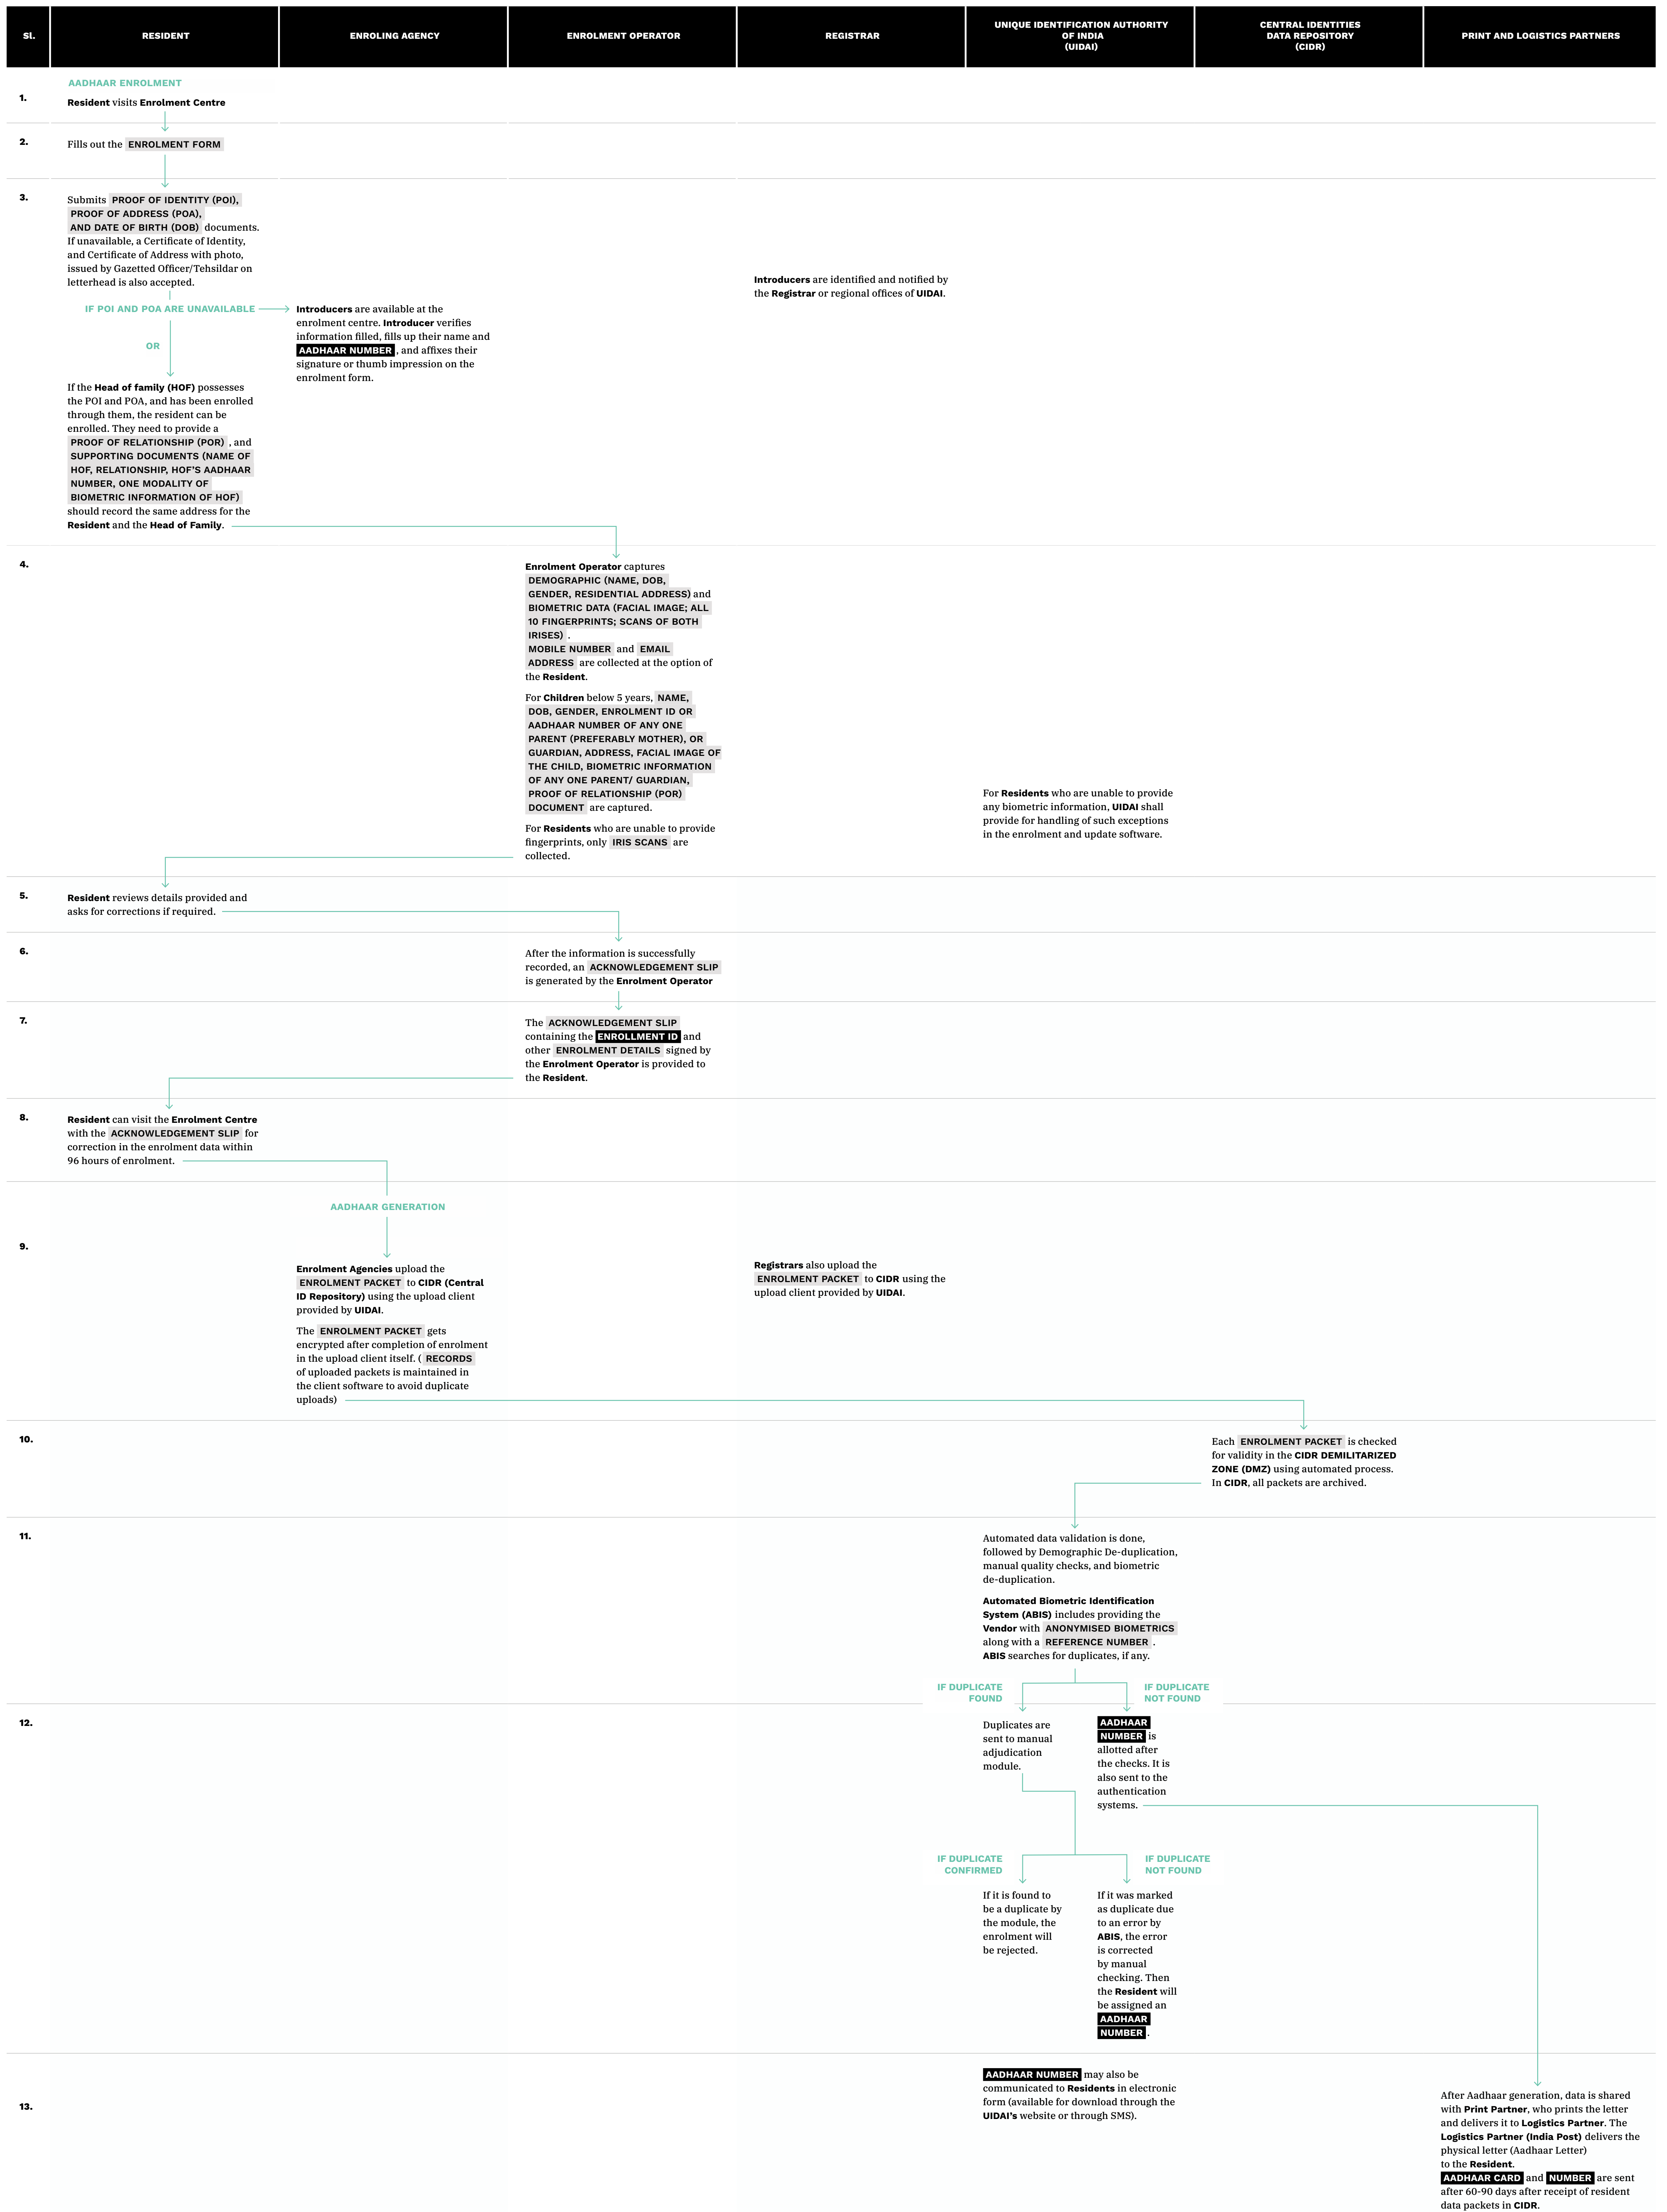 Sl.
RESIDENT
ENROLING AGENCY
ENROLMENT OPERATOR
REGISTRAR
UNIQUE IDENTIFICATION AUTHORITY
OF INDIA
(UIDAI)
CENTRAL IDENTITIES
DATA REPOSITORY
(CIDR)
PRINT AND LOGISTICS PARTNERS
AADHAAR ENROLMENT
1.
Resident visits Enrolment Centre
2.
Fills out the ENROLMENT FORM
3.
Submits PROOF OF IDENTITY (POI),
PROOF OF ADDRESS (POA),
AND DATE OF BIRTH (DOB) documents.
If unavailable, a Certificate of Identity,
and Certificate of Address with photo,
issued by Gazetted Officer/Tehsildar on
letterhead is also accepted.
IF POI AND POA ARE UNAVAILABLE
OR
If the Head of family (HOF) possesses
the POI and POA, and has been enrolled
through them, the resident can be
enrolled. They need to provide a
PROOF OF RELATIONSHIP (POR) , and
SUPPORTING DOCUMENTS (NAME OF
HOF, RELATIONSHIP, HOF'S AADHAAR
NUMBER, ONE MODALITY OF
BIOMETRIC INFORMATION OF HOF)
should record the same address for the
Resident and the Head of Family.
Introducers are available at the
enrolment centre. Introducer verifies
information filled, fills up their name and
AADHAAR NUMBER , and affixes their
signature or thumb impression on the
enrolment form.
Introducers are identified and notified by
the Registrar or regional offices of UIDAI.
4.
Enrolment Operator captures
DEMOGRAPHIC (NAME, DOB,
GENDER, RESIDENTIAL ADDRESS) and
BIOMETRIC DATA (FACIAL IMAGE; ALL
10 FINGERPRINTS; SCANS OF BOTH
IRISES) .
MOBILE NUMBER and EMAIL
ADDRESS are collected at the option of
the Resident.
For Children below 5 years, NAME,
DOB, GENDER, ENROLMENT ID OR
AADHAAR NUMBER OF ANY ONE
PARENT (PREFERABLY MOTHER), OR
GUARDIAN, ADDRESS, FACIAL IMAGE OF
THE CHILD, BIOMETRIC INFORMATION
OF ANY ONE PARENT/ GUARDIAN,
PROOF OF RELATIONSHIP (POR)
DOCUMENT are captured.
For Residents who are unable to provide
fingerprints, only IRIS SCANS are
collected.
For Residents who are unable to provide
any biometric information, UIDAI shall
provide for handling of such exceptions
in the enrolment and update software.
5.
Resident reviews details provided and
asks for corrections if required.
6.
After the information is successfully
recorded, an ACKNOWLEDGEMENT SLIP
is generated by the Enrolment Operator
7.
The ACKNOWLEDGEMENT SLIP
containing the ENROLLMENT ID and
other ENROLMENT DETAILS signed by
the Enrolment Operator is provided to
the Resident.
8.
Resident can visit the Enrolment Centre
with the ACKNOWLEDGEMENT SLIP for
correction in the enrolment data within
96 hours of enrolment.
AADHAAR GENERATION
9.
Enrolment Agencies upload the
ENROLMENT PACKET to CIDR (Central
ID Repository) using the upload client
provided by UIDAI.
The ENROLMENT PACKET gets
encrypted after completion of enrolment
in the upload client itself. ( RECORDS
of uploaded packets is maintained in
the client software to avoid duplicate
uploads)
Registrars also upload the
ENROLMENT PACKET to CIDR using the
upload client provided by UIDAI.
10.
Each ENROLMENT PACKET is checked
for validity in the CIDR DEMILITARIZED
ZONE (DMZ) using automated process.
In CIDR, all packets are archived.
11.
Automated data validation is done,
followed by Demographic De-duplication,
manual quality checks, and biometric
de-duplication.
Automated Biometric Identification
System (ABIS) includes providing the
Vendor with ANONYMISED BIOMETRICS
along with a REFERENCE NUMBER .
ABIS searches for duplicates, if any.
IF DUPLICATE
FOUND
IF DUPLICATE
NOT FOUND
12.
Duplicates are
sent to manual
adjudication
module.
AADHAAR
NUMBER is
allotted after
the checks. It is
also sent to the
authentication
systems.
IF DUPLICATE
CONFIRMED
IF DUPLICATE
NOT FOUND
If it is found to
be a duplicate by
the module, the
enrolment will
be rejected.
If it was marked
as duplicate due
to an error by
ABIS, the error
is corrected
by manual
checking. Then
the Resident will
be assigned an
AADHAAR
NUMBER .
13.
AADHAAR NUMBER may also be
communicated to Residents in electronic
form (available for download through the
UIDAI's website or through SMS).
After Aadhaar generation, data is shared
with Print Partner, who prints the letter
and delivers it to Logistics Partner. The
Logistics Partner (India Post) delivers the
physical letter (Aadhaar Letter)
to the Resident.
AADHAAR CARD and NUMBER are sent
after 60-90 days after receipt of resident
data packets in CIDR.